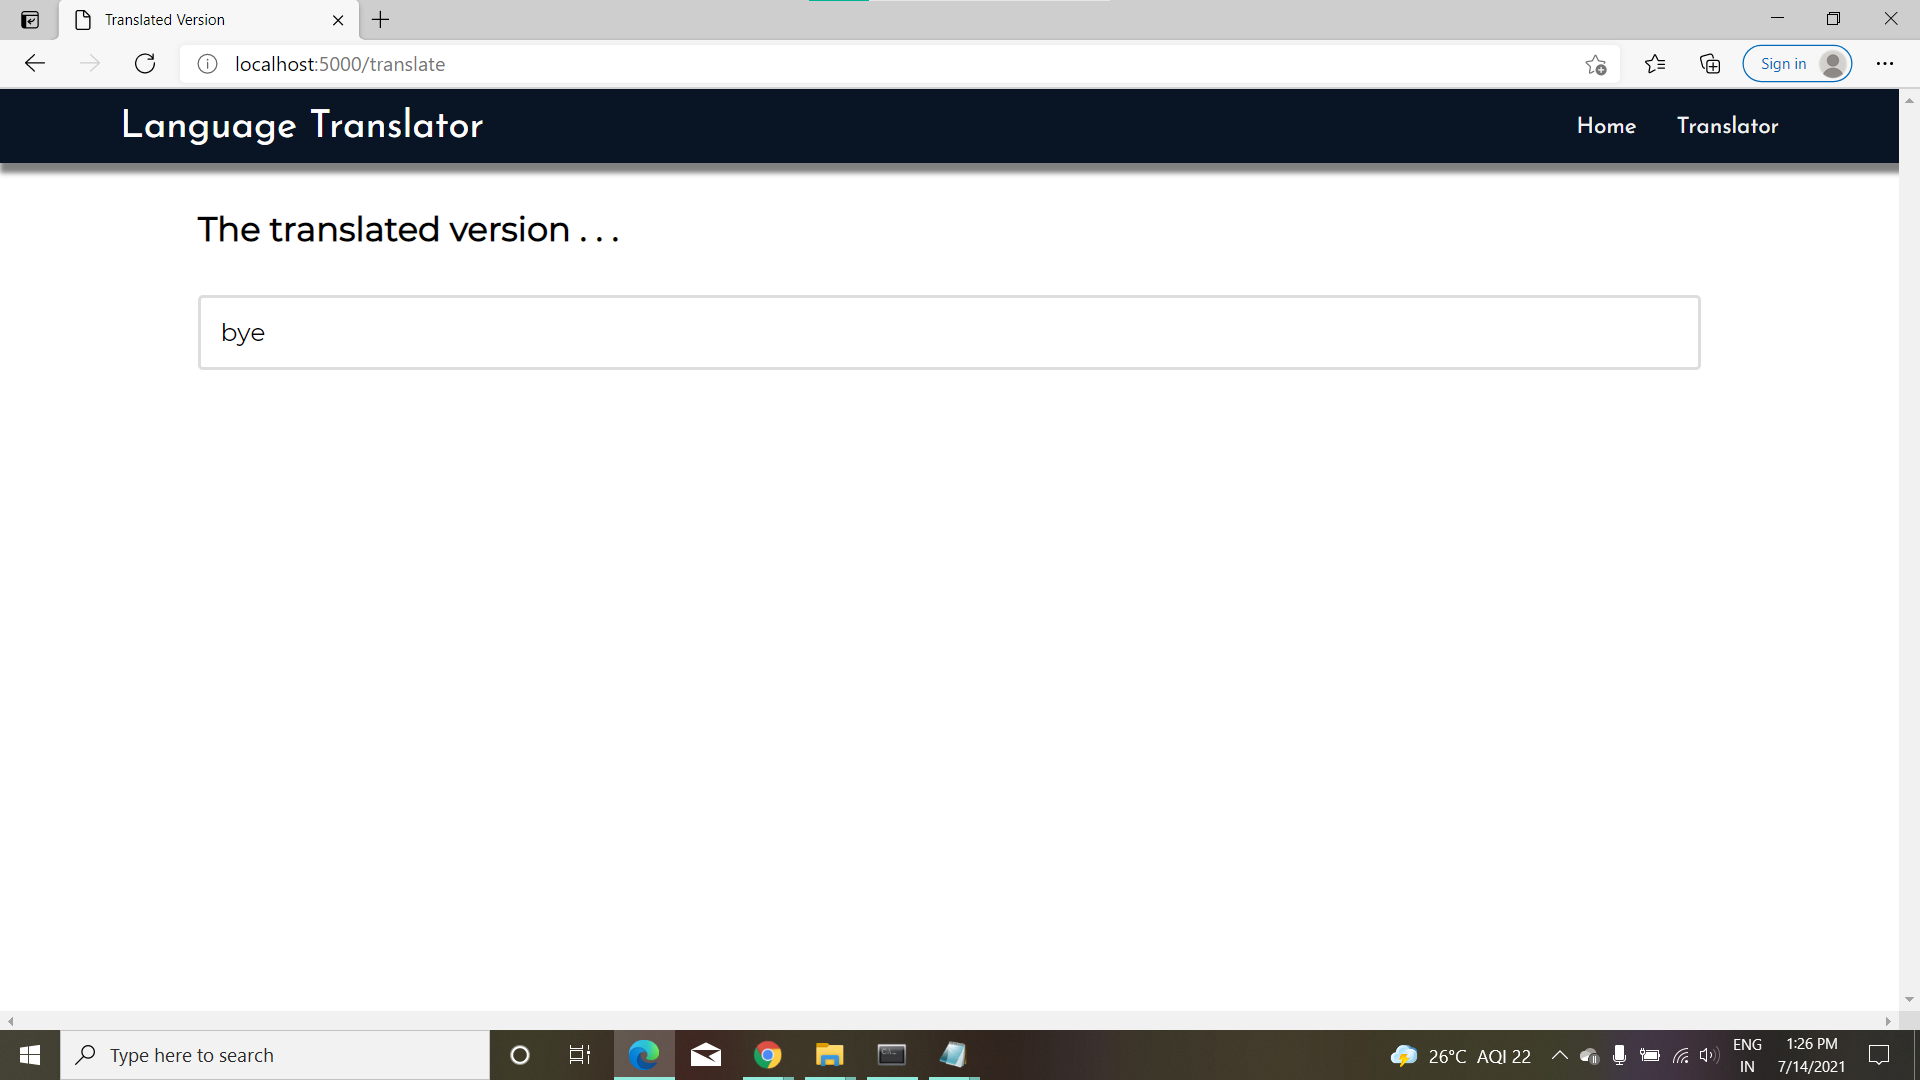 Translated Version
localhost:5000/translate
Sign in
Language Translator
Home
Translator
The translated version . . .
bye
Type here to search
26°C AQI 22
ENG
IN
1:26 PM
7/14/2021